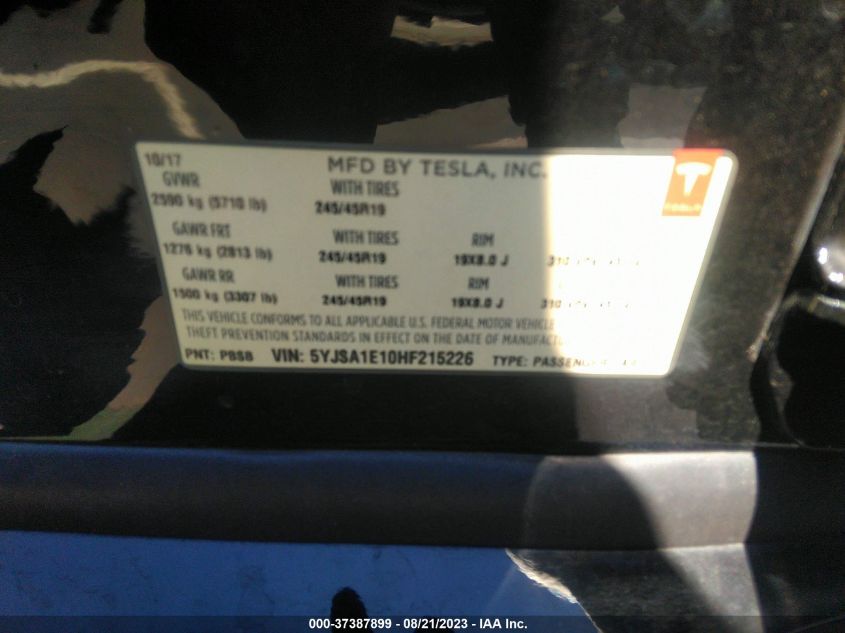 10/17 MFD BY TESLA, INC.
GVWR WITH TIRES
2590 kg (5710 lb) 245/45R19
GAWR FRT WITH TIRES RIM
1276 kg (2813 lb) 245/45R19 19X8.0 J 310
GAWR RR WITH TIRES RIM
1500 kg (3307 lb) 245/45R19 19X8.0 J 310
THIS VEHICLE CONFORMS TO ALL APPLICABLE U.S. FEDERAL MOTOR VEHICLE
THEFT PREVENTION STANDARDS IN EFFECT ON THE DATE OF MANUFACTURE
PNT: PBSB VIN: 5YJSA1E10HF215226 TYPE: PASSENGER
TESLA
000-37387899 - 08/21/2023 - IAA Inc.